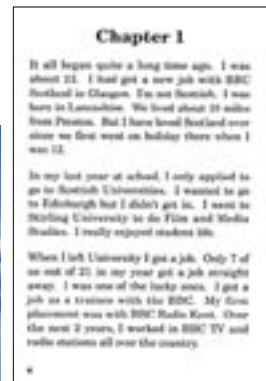 Chapter 1
It all began quite a long time ago. I was
about 22. I had got a new job with BBC
Scotland in Glasgow. I'm not Scottish. I was
born in Lancashire. We lived about 10 miles
from Preston. But I have loved Scotland ever
since we first went on holiday there when I
was 12.
In my last year at school, I only applied to
go to Scottish Universities. I wanted to go
to Edinburgh but I didn't get in. I went to
Stirling University to do Film and Media
Studies. I really enjoyed student life.
When I left University I got a job. Only 7 of
us out of 21 in my year got a job straight
away. I was one of the lucky ones. I got a
job as a trainee with the BBC. My first
placement was with BBC Radio Kent. Over
the next 2 years, I worked in BBC TV and
radio stations all over the country.